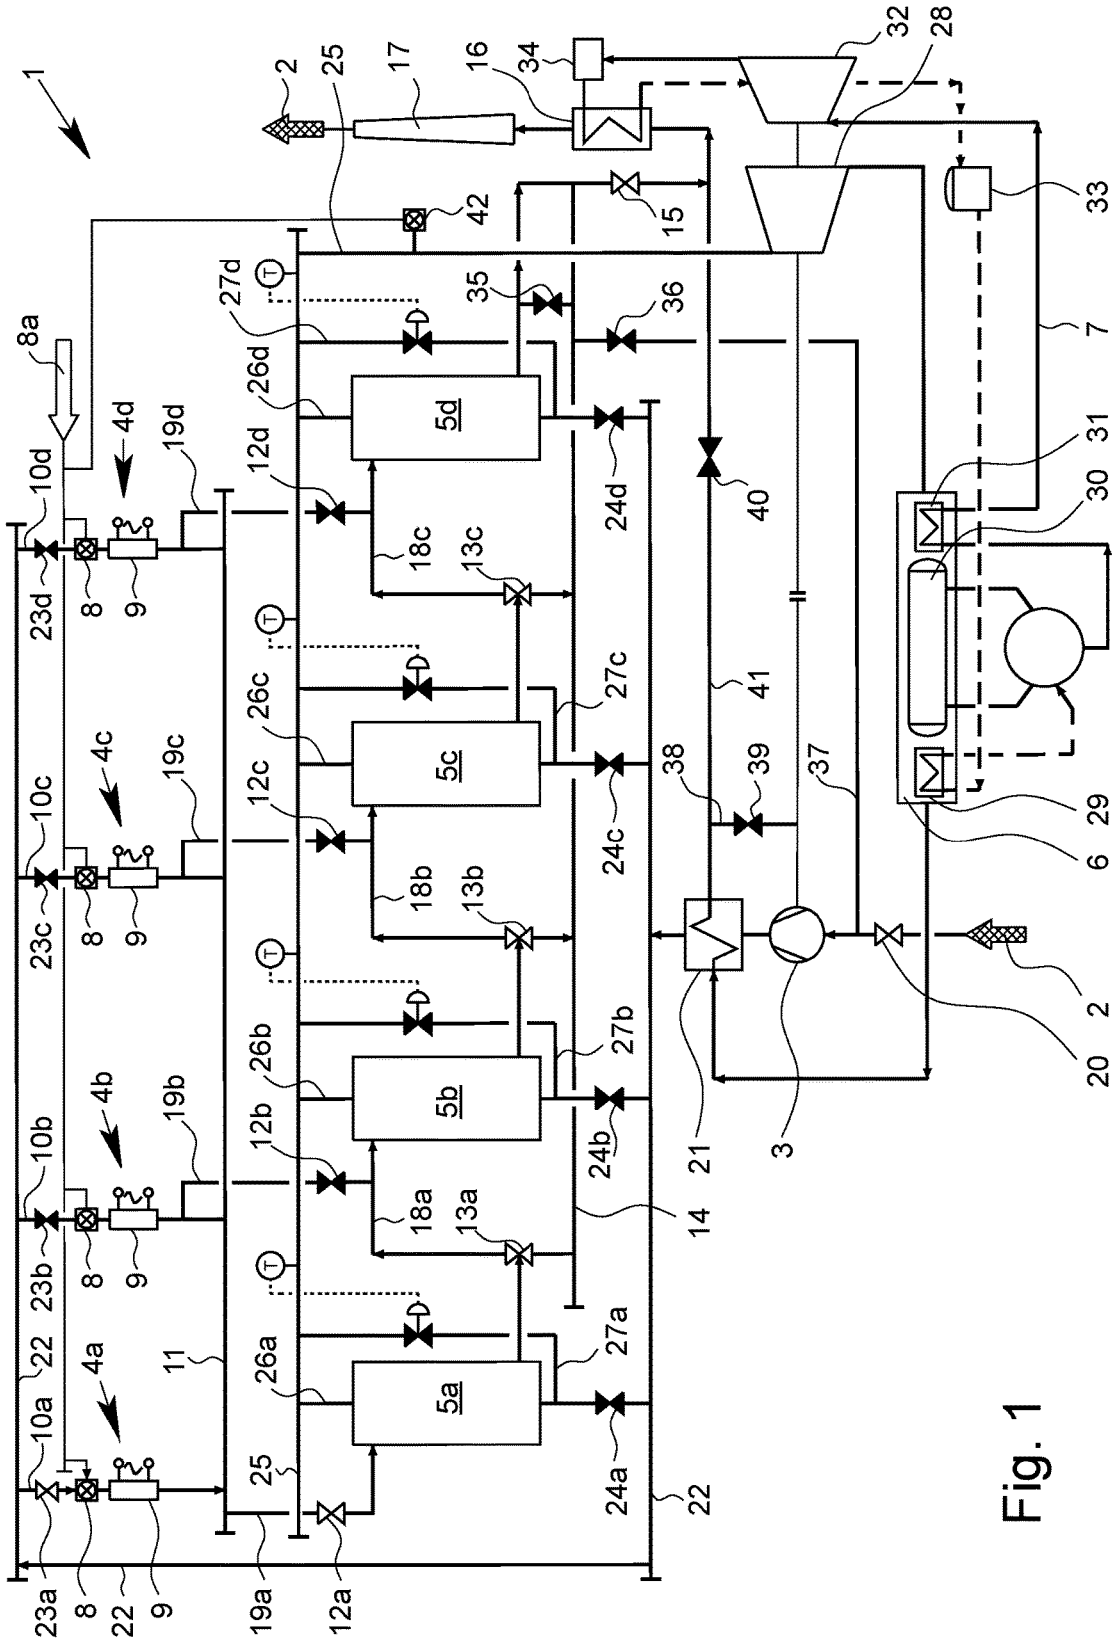 1
23a
10a
22
23b
10b
23c
10c
23d
10d
8a
8
8
8
8
22
4a
4b
4c
4d
9
9
9
9
11
19b
19c
19d
19a
25
26a
12b
26b
12c
26c
12d
26d
27d
T
T
T
T
12a
25
2
17
18a
18b
18c
42
5a
5b
5c
5d
13a
13b
13c
35
16
34
27a
27b
27c
24a
24b
24c
24d
36
15
22
14
21
38
41
40
39
3
37
32
28
20
2
6
29
30
31
7
33
Fig. 1